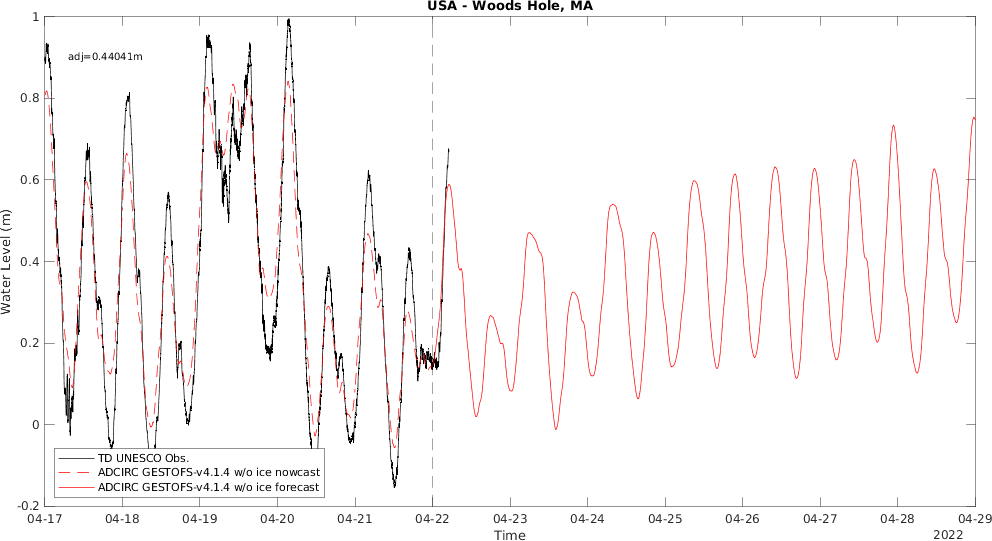 USA - Woods Hole, MA
adj=0.44041m
1
0.8
0.6
0.4
0.2
0
-0.2
Water Level (m)
TD UNESCO Obs.
ADCIRC GESTOFS-v4.1.4 w/o ice nowcast
ADCIRC GESTOFS-v4.1.4 w/o ice forecast
04-17 04-18 04-19 04-20 04-21 04-22 04-23 04-24 04-25 04-26 04-27 04-28 04-29
Time
2022